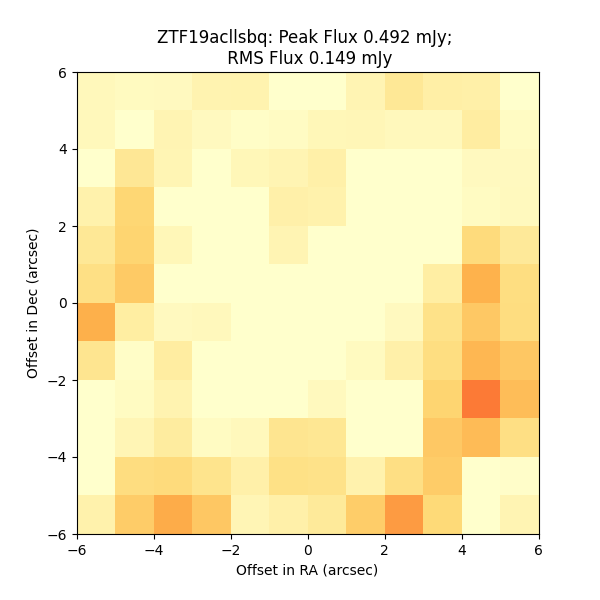 ZTF19acllsbq: Peak Flux 0.492 mJy;
RMS Flux 0.149 mJy
6
4
2
0
−2
−4
−6
Offset in Dec (arcsec)
−6 −4 −2 0 2 4 6
Offset in RA (arcsec)